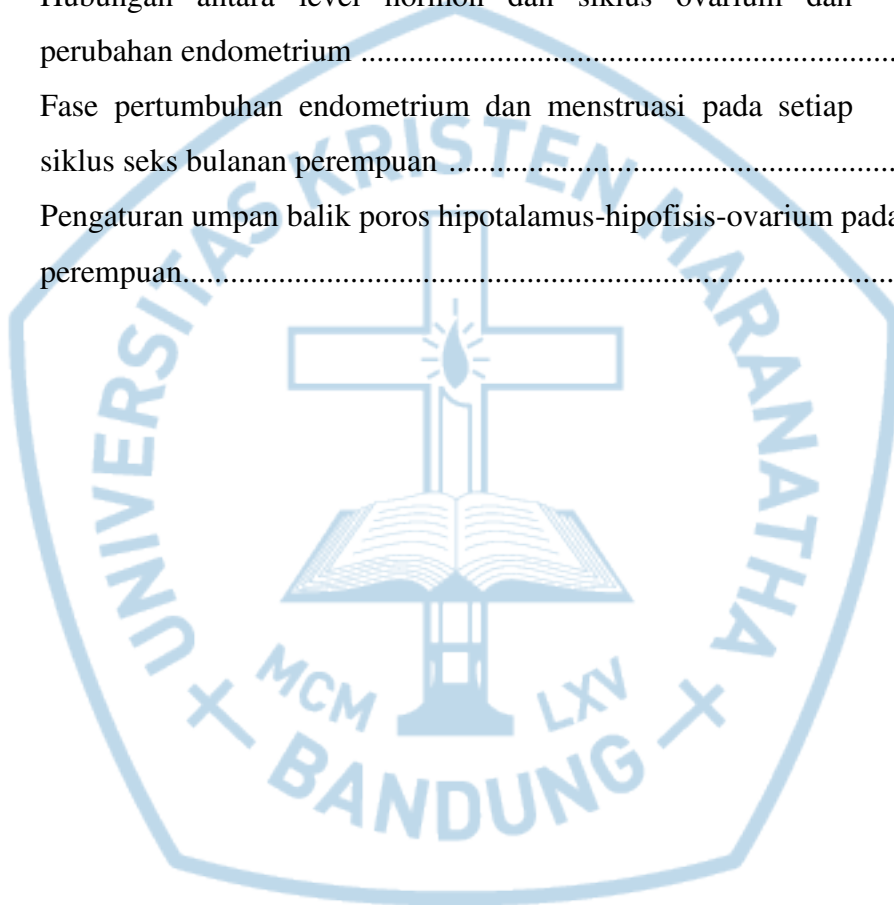 Hubungan antara level hormon dan siklus ovarium dan
perubahan endometrium ..................................................................
Fase pertumbuhan endometrium dan menstruasi pada setiap
siklus seks bulanan perempuan .......................................................
Pengaturan umpan balik poros hipotalamus-hipofisis-ovarium pada
perempuan.........................................................................................
UNIVERSITAS KRISTEN MARANATHA
MCM LXV
BANDUNG